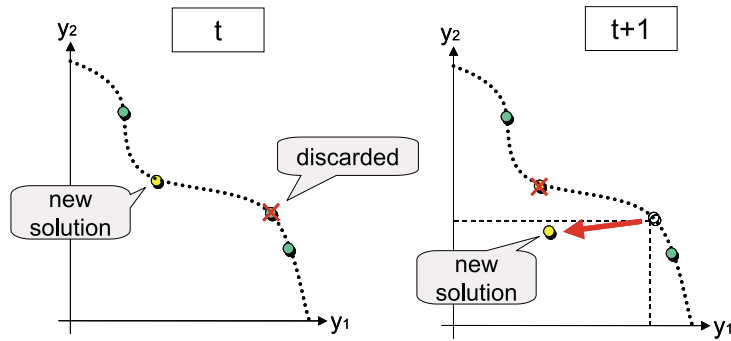 t
y2
discarded
new
solution
y1
t+1
y2
new
solution
y1